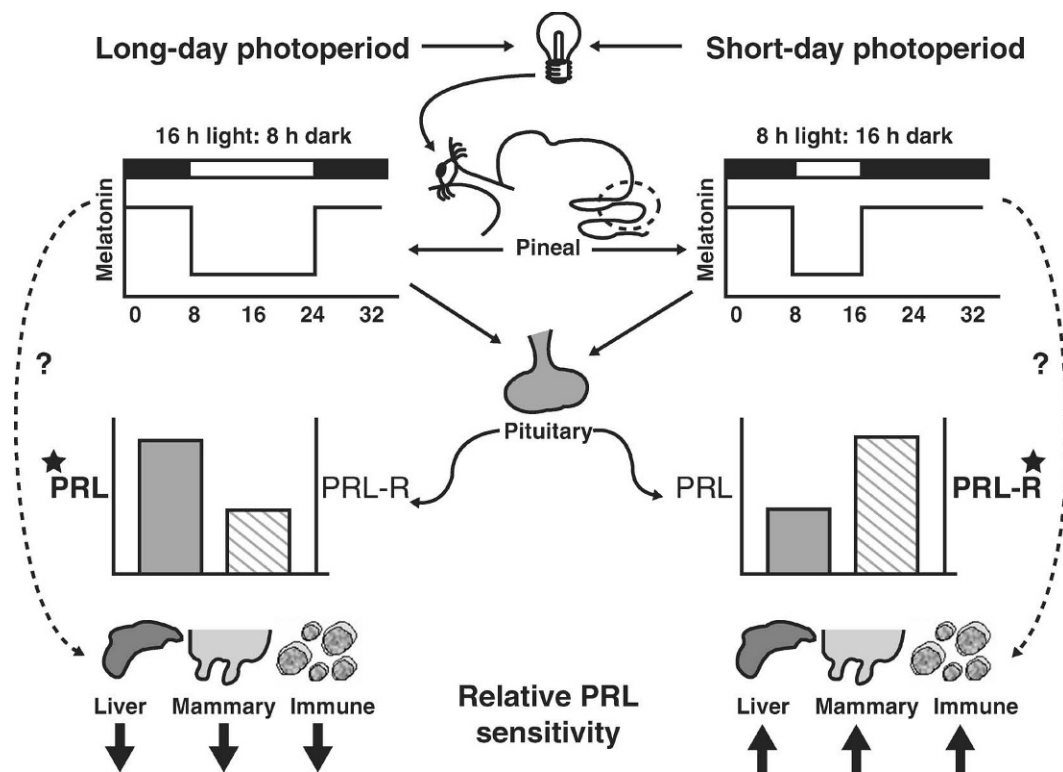 Long-day photoperiod
Short-day photoperiod
16 h light: 8 h dark
8 h light: 16 h dark
Melatonin
0 8 16 24 32
Pineal
Melatonin
0 8 16 24 32
?
?
Pituitary
PRL
PRL-R
PRL
PRL-R
Liver Mammary Immune
Relative PRL
sensitivity
Liver Mammary Immune